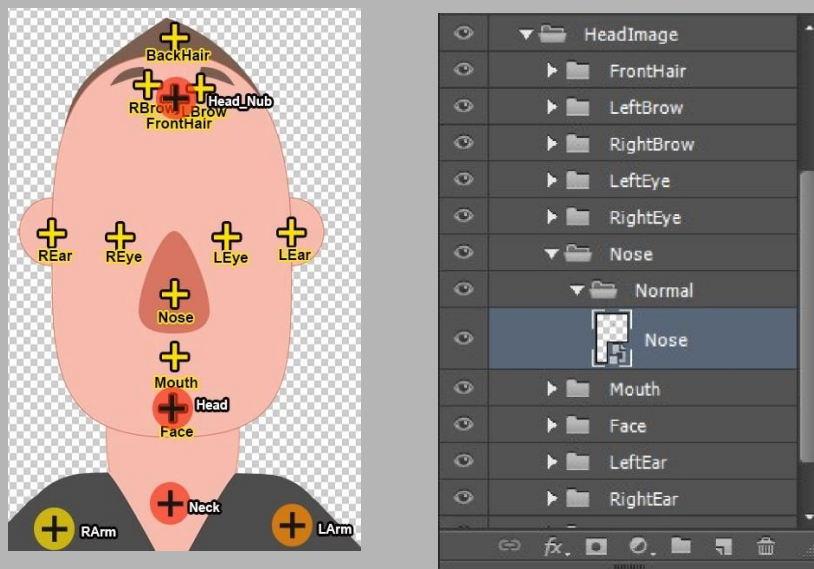 BackHair
RBrow
LBrow
Head_Nub
FrontHair
REar
REye
LEye
LEar
Nose
Mouth
Head
Face
Neck
RArm
LArm
HeadImage
FrontHair
LeftBrow
RightBrow
LeftEye
RightEye
Nose
Normal
Nose
Mouth
Face
LeftEar
RightEar
fx.